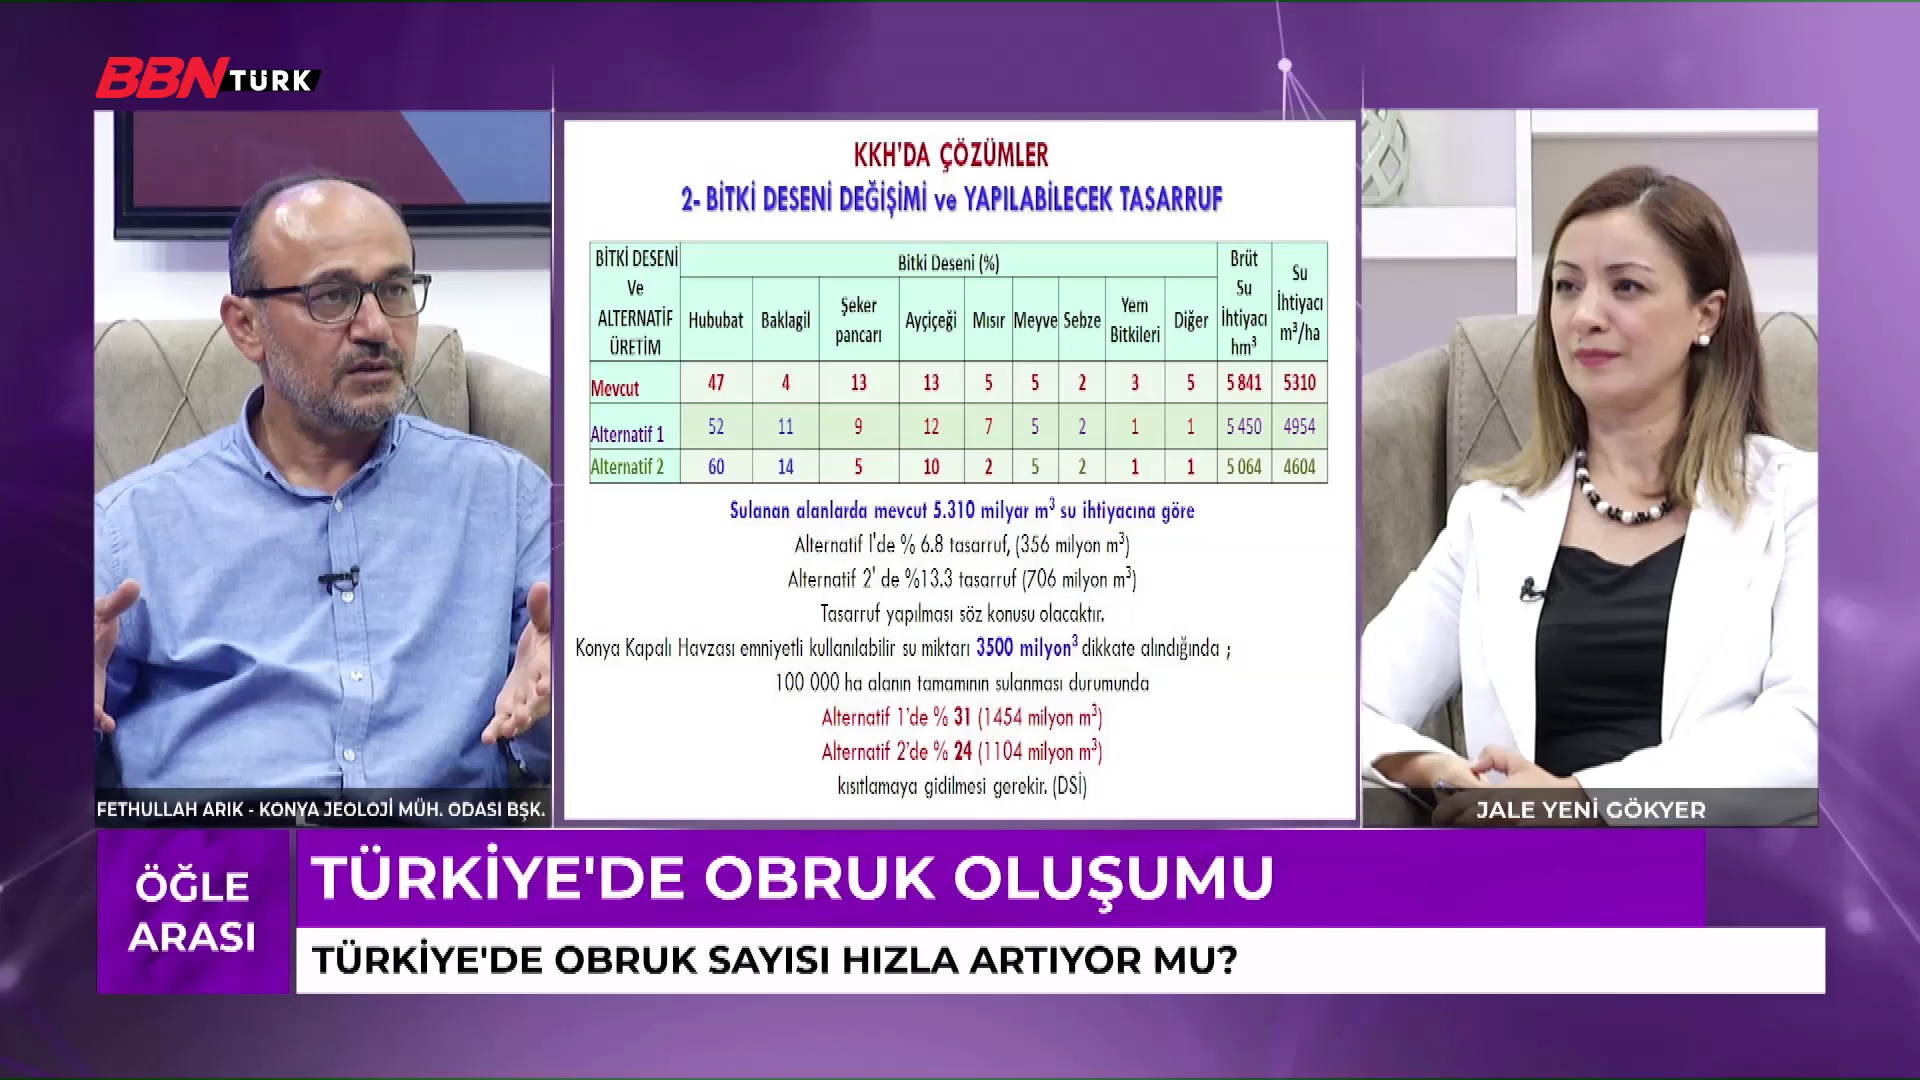 BBN TÜRK
KKH'DA ÇÖZÜMLER
2- BİTKİ DESENİ DEĞİŞİMİ ve YAPILABİLECEK TASARRUF
BİTKİ DESENİ Ve ALTERNATİF ÜRETİM
Bitki Deseni (%)
Brüt Su İhtiyacı hm³
Su İhtiyacı m³/ha
Hububat Baklagil Şeker pancarı Ayçiçeği Mısır Meyve Sebze Yem Bitkileri Diğer
Mevcut 47 4 13 13 5 5 2 3 5 5 841 5310
Alternatif 1 52 11 9 12 7 5 2 1 1 5 450 4954
Alternatif 2 60 14 5 10 2 5 2 1 1 5 064 4604
Sulanan alanlarda mevcut 5.310 milyar m³ su ihtiyacına göre
Alternatif I'de % 6.8 tasarruf, (356 milyon m³)
Alternatif 2' de %13.3 tasarruf (706 milyon m³)
Tasarruf yapılması söz konusu olacaktır.
Konya Kapalı Havzası emniyetli kullanılabilir su miktarı 3500 milyon³ dikkate alındığında ;
100 000 ha alanın tamamının sulanması durumunda
Alternatif 1'de % 31 (1454 milyon m³)
Alternatif 2'de % 24 (1104 milyon m³)
kısıtlamaya gidilmesi gerekir. (DSİ)
FETHULLAH ARIK - KONYA JEOLOJİ MÜH. ODASI BŞK.
JALE YENİ GÖKYER
ÖĞLE
ARASI
TÜRKİYE'DE OBRUK OLUŞUMU
TÜRKİYE'DE OBRUK SAYISI HIZLA ARTIYOR MU?